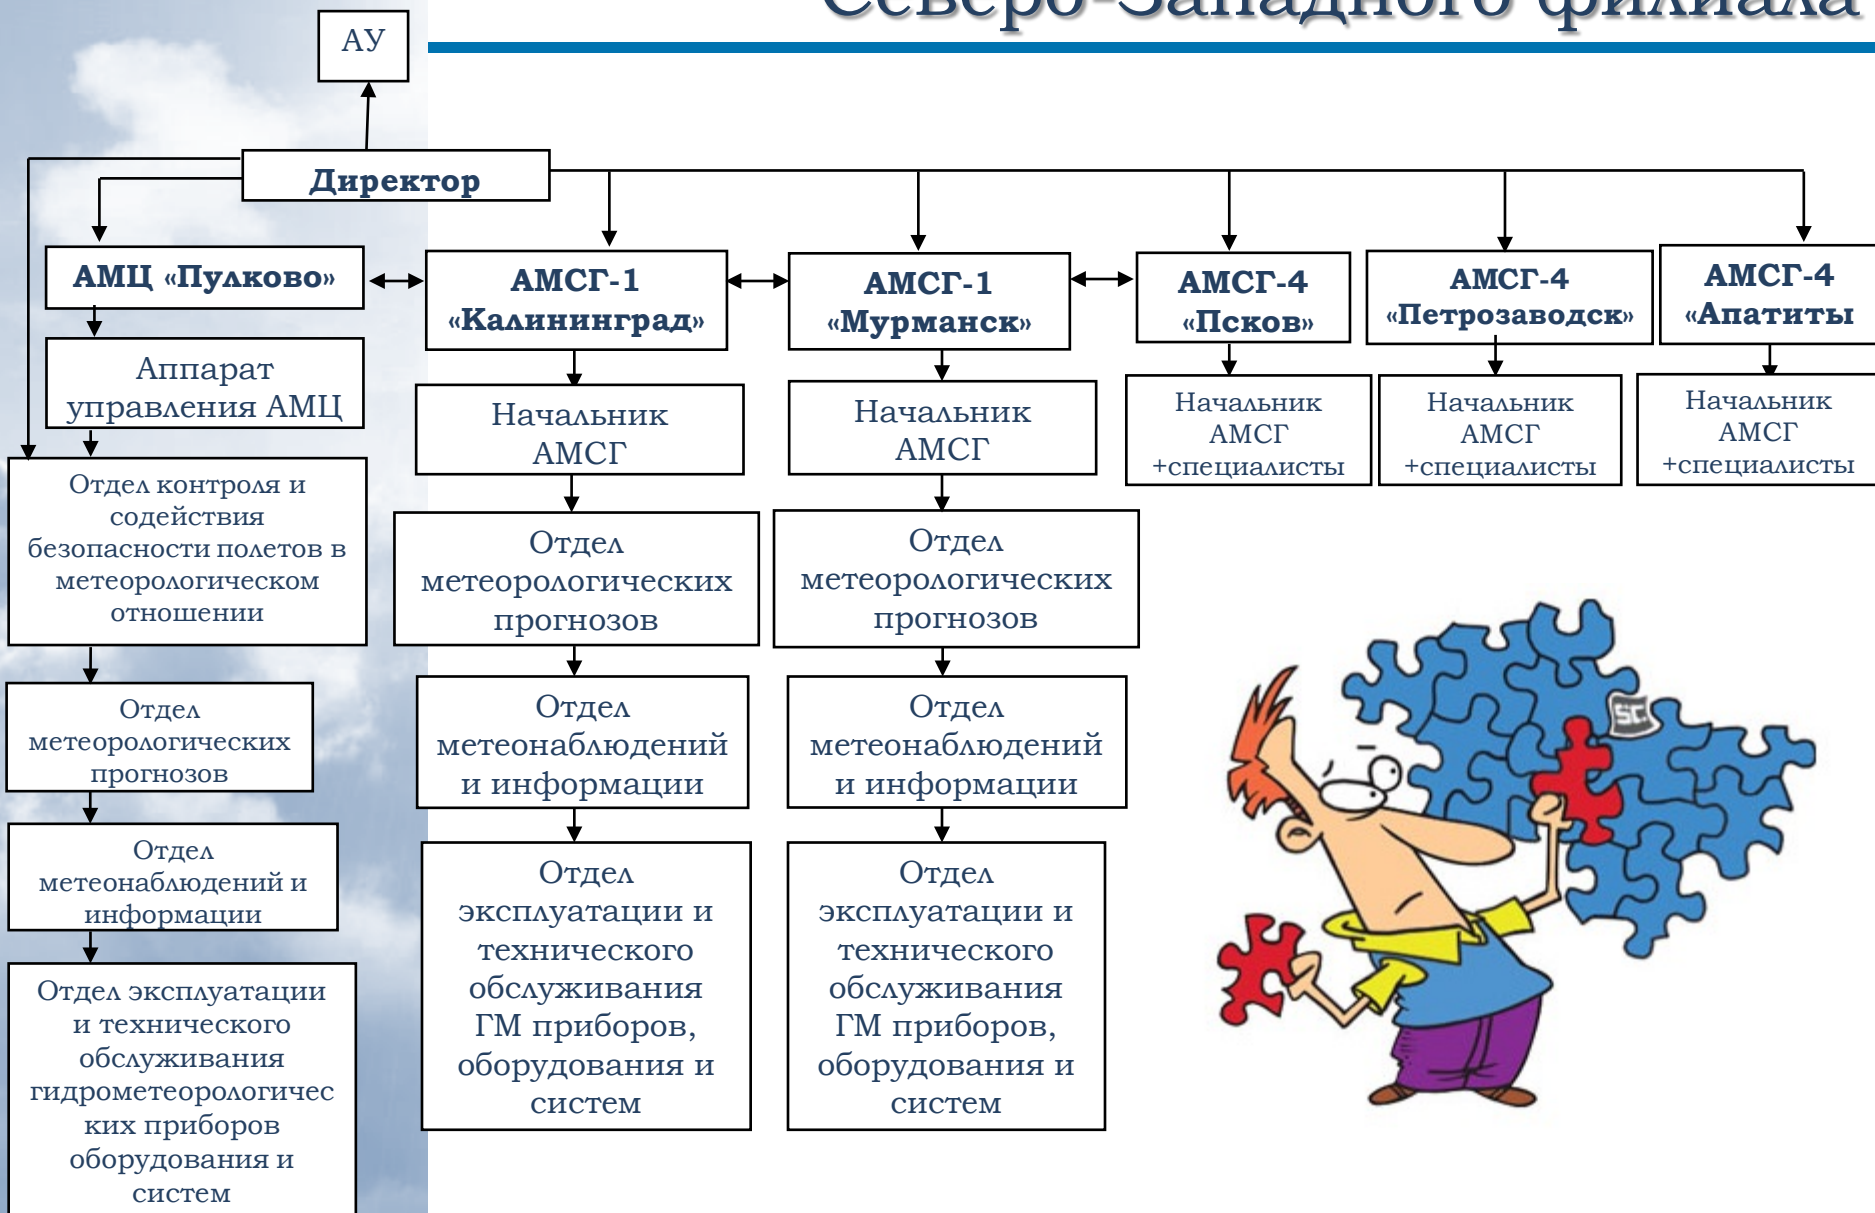 Северо-Западного филиала
АУ
Директор
АМЦ «Пулково»
АМСГ-1
«Калининград»
АМСГ-1
«Мурманск»
АМСГ-4
«Псков»
АМСГ-4
«Петрозаводск»
АМСГ-4
«Апатиты
Аппарат
управления АМЦ
Отдел контроля и
содействия
безопасности полетов в
метеорологическом
отношении
Отдел
метеорологических
прогнозов
Отдел
метеонаблюдений и
информации
Отдел эксплуатации
и технического
обслуживания
гидрометеорологичес
ких приборов
оборудования и
систем
Начальник
АМСГ
Отдел
метеорологических
прогнозов
Отдел
метеонаблюдений
и информации
Отдел
эксплуатации и
технического
обслуживания
ГМ приборов,
оборудования и
систем
Начальник
АМСГ
Отдел
метеорологических
прогнозов
Отдел
метеонаблюдений
и информации
Отдел
эксплуатации и
технического
обслуживания
ГМ приборов,
оборудования и
систем
Начальник
АМСГ
+специалисты
Начальник
АМСГ
+специалисты
Начальник
АМСГ
+специалисты
SC